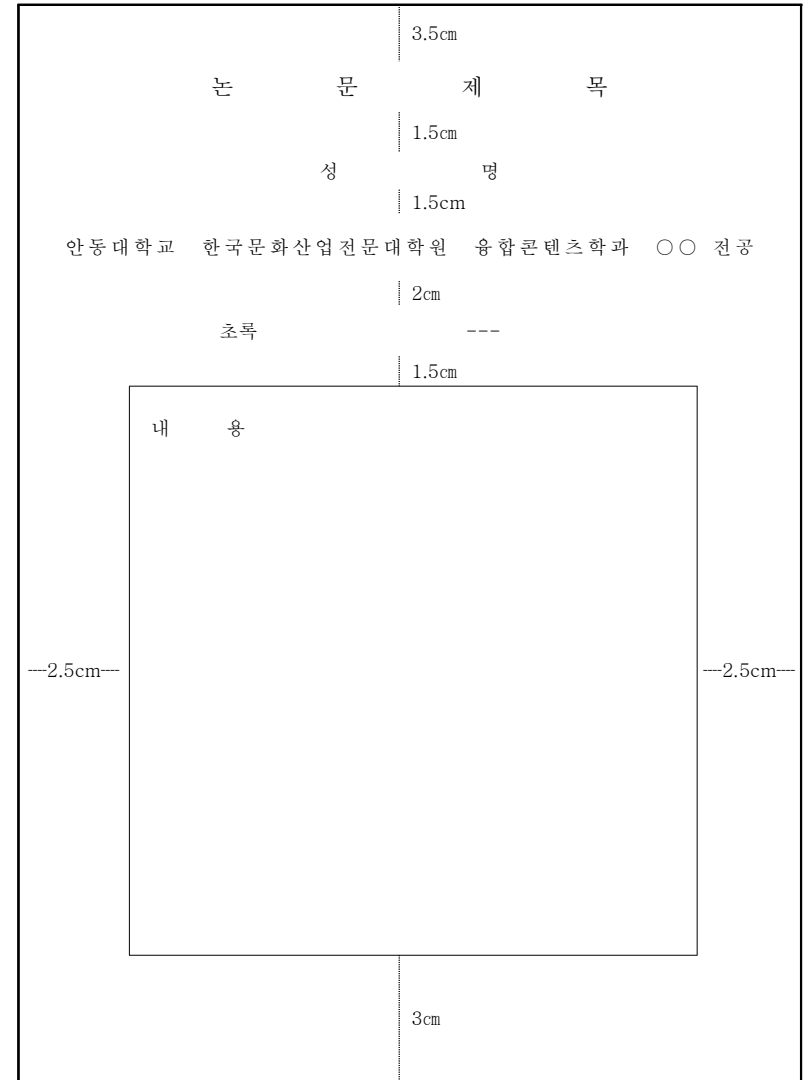 3.5㎝
논 문 제 목
1.5㎝
성 명
1.5cm
안동대학교 한국문화산업전문대학원 융합콘텐츠학과 ○○ 전공
2㎝
초록 ---
1.5㎝
내 용
----2.5cm---- ----2.5cm----
3㎝